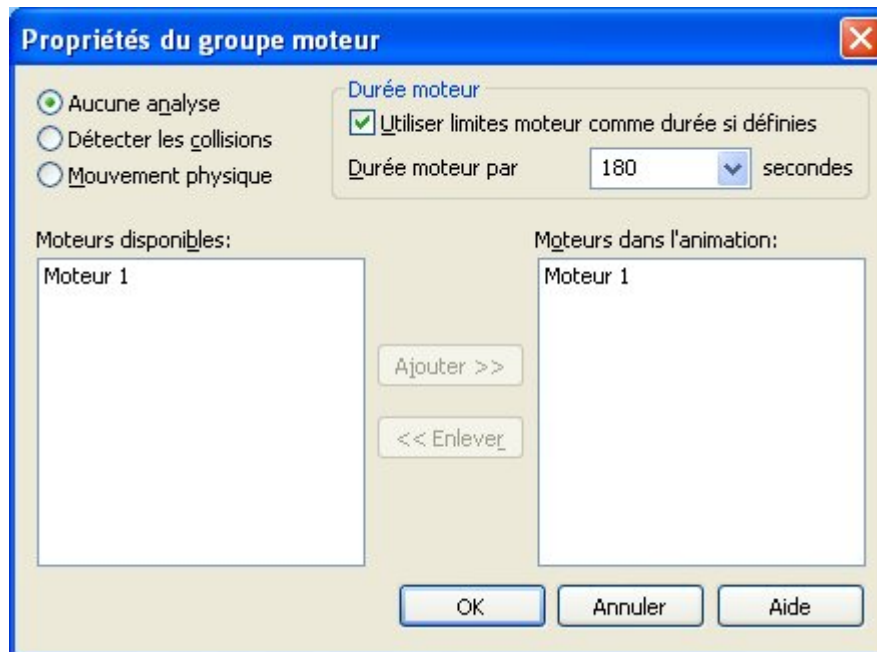 Propriétés du groupe moteur
Aucune analyse
Détecter les collisions
Mouvement physique
Durée moteur
Utiliser limites moteur comme durée si définies
Durée moteur par 180 secondes
Moteurs disponibles:
Moteur 1
Ajouter >>
<< Enlever
Moteurs dans l'animation:
Moteur 1
OK Annuler Aide